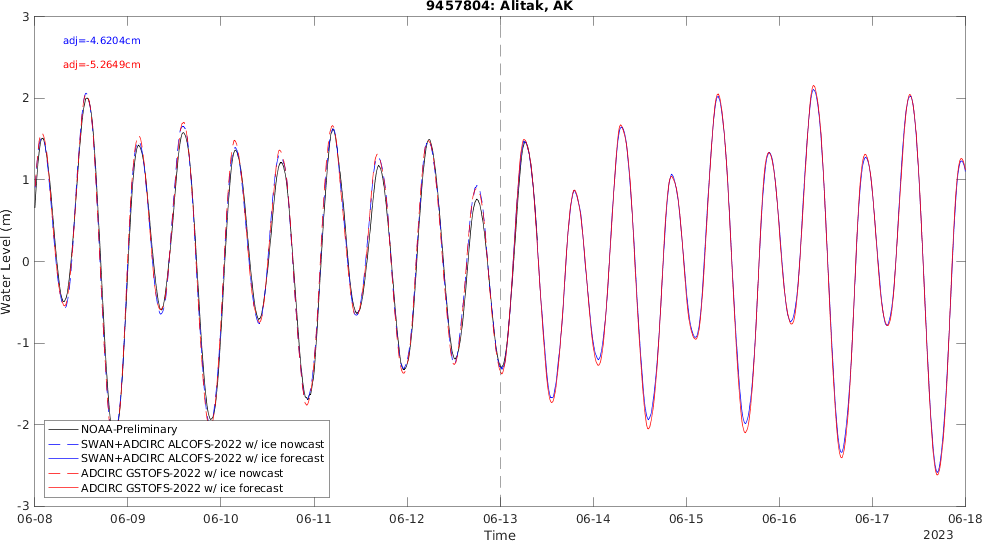 9457804: Alitak, AK
adj=-4.6204cm
adj=-5.2649cm
3
2
1
0
-1
-2
-3
Water Level (m)
NOAA-Preliminary
SWAN+ADCIRC ALCOFS-2022 w/ ice nowcast
SWAN+ADCIRC ALCOFS-2022 w/ ice forecast
ADCIRC GSTOFS-2022 w/ ice nowcast
ADCIRC GSTOFS-2022 w/ ice forecast
06-08 06-09 06-10 06-11 06-12 06-13 06-14 06-15 06-16 06-17 06-18
Time
2023